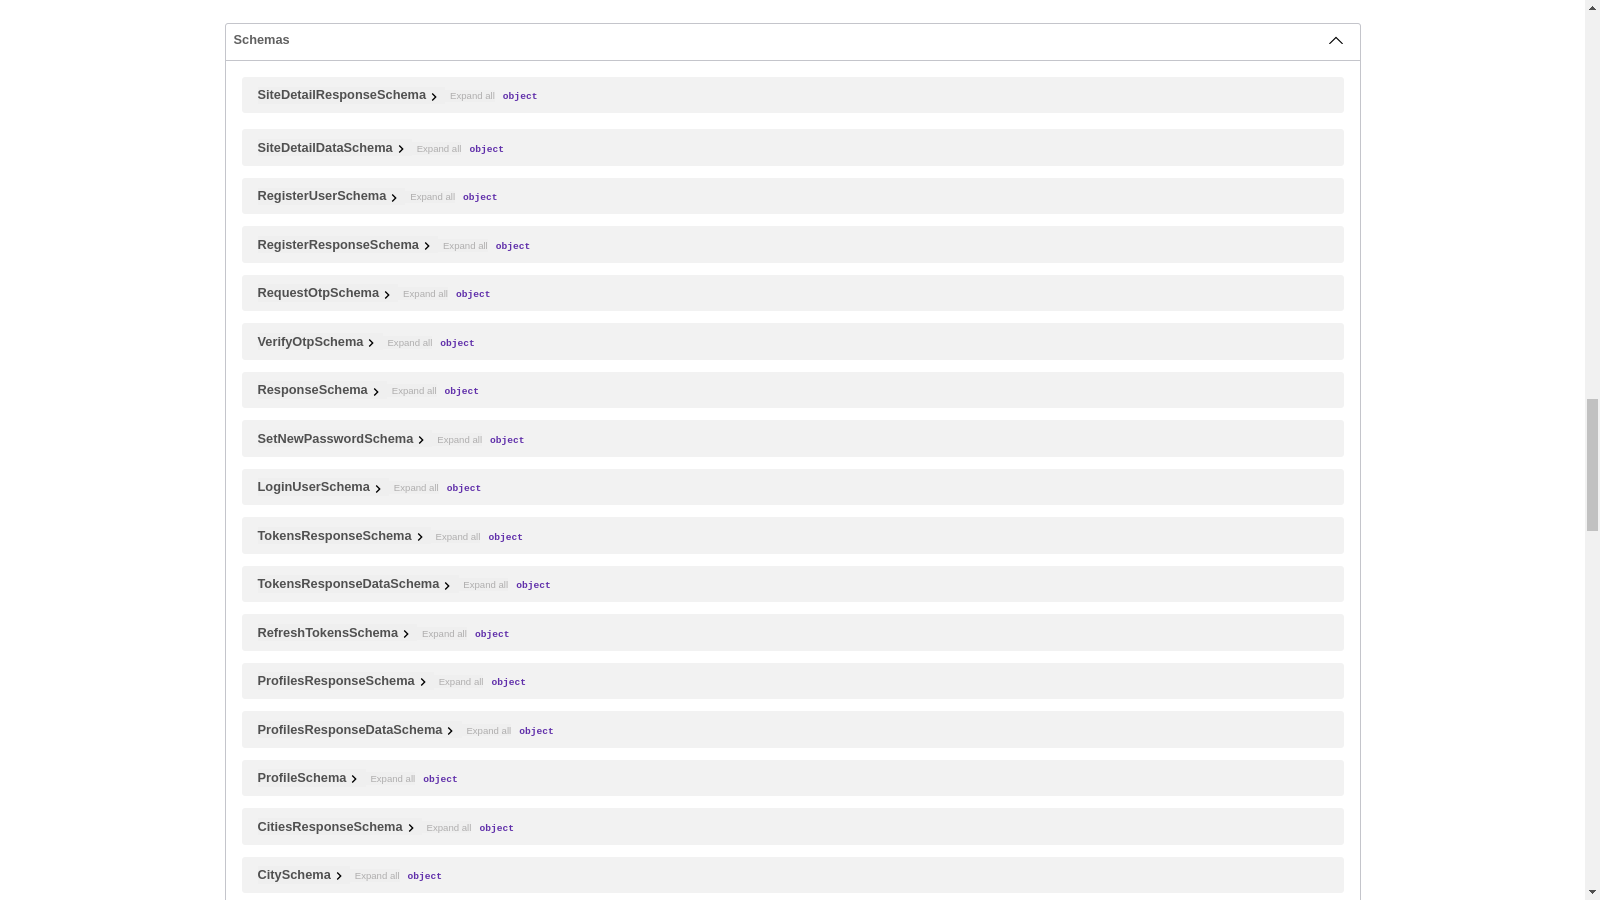 Schemas
SiteDetailResponseSchema Expand all object
SiteDetailDataSchema Expand all object
RegisterUserSchema Expand all object
RegisterResponseSchema Expand all object
RequestOtpSchema Expand all object
VerifyOtpSchema Expand all object
ResponseSchema Expand all object
SetNewPasswordSchema Expand all object
LoginUserSchema Expand all object
TokensResponseSchema Expand all object
TokensResponseDataSchema Expand all object
RefreshTokensSchema Expand all object
ProfilesResponseSchema Expand all object
ProfilesResponseDataSchema Expand all object
ProfileSchema Expand all object
CitiesResponseSchema Expand all object
CitySchema Expand all object